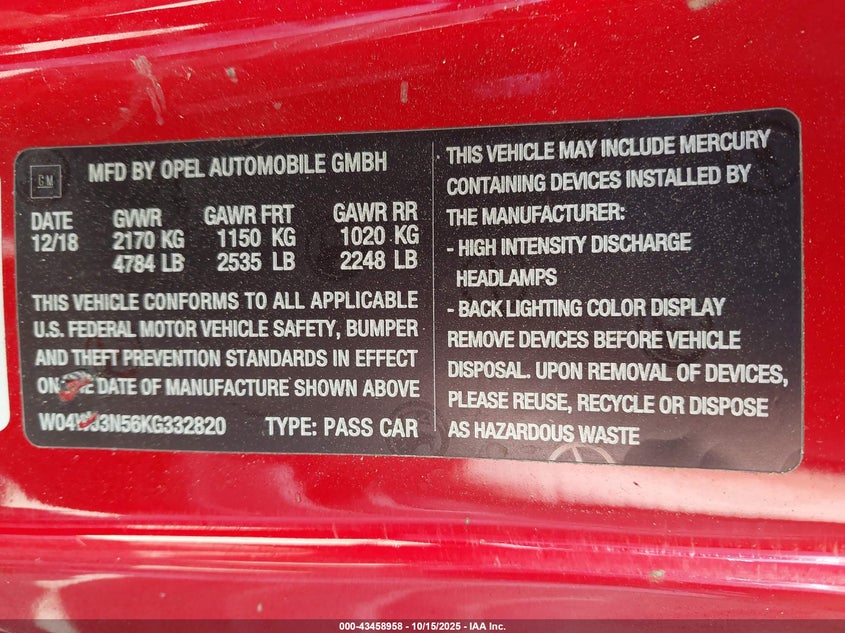 GM
MFD BY OPEL AUTOMOBILE GMBH
DATE GVWR GAWR FRT GAWR RR
12/18 2170 KG 1150 KG 1020 KG
4784 LB 2535 LB 2248 LB
THIS VEHICLE CONFORMS TO ALL APPLICABLE
U.S. FEDERAL MOTOR VEHICLE SAFETY, BUMPER
AND THEFT PREVENTION STANDARDS IN EFFECT
ON DATE OF MANUFACTURE SHOWN ABOVE
W04WJ3N56KG332820 TYPE: PASS CAR
THIS VEHICLE MAY INCLUDE MERCURY
CONTAINING DEVICES INSTALLED BY
THE MANUFACTURER:
- HIGH INTENSITY DISCHARGE
HEADLAMPS
- BACK LIGHTING COLOR DISPLAY
REMOVE DEVICES BEFORE VEHICLE
DISPOSAL. UPON REMOVAL OF DEVICES,
PLEASE REUSE, RECYCLE OR DISPOSE
AS HAZARDOUS WASTE
000-43458958 - 10/15/2025 - IAA Inc.